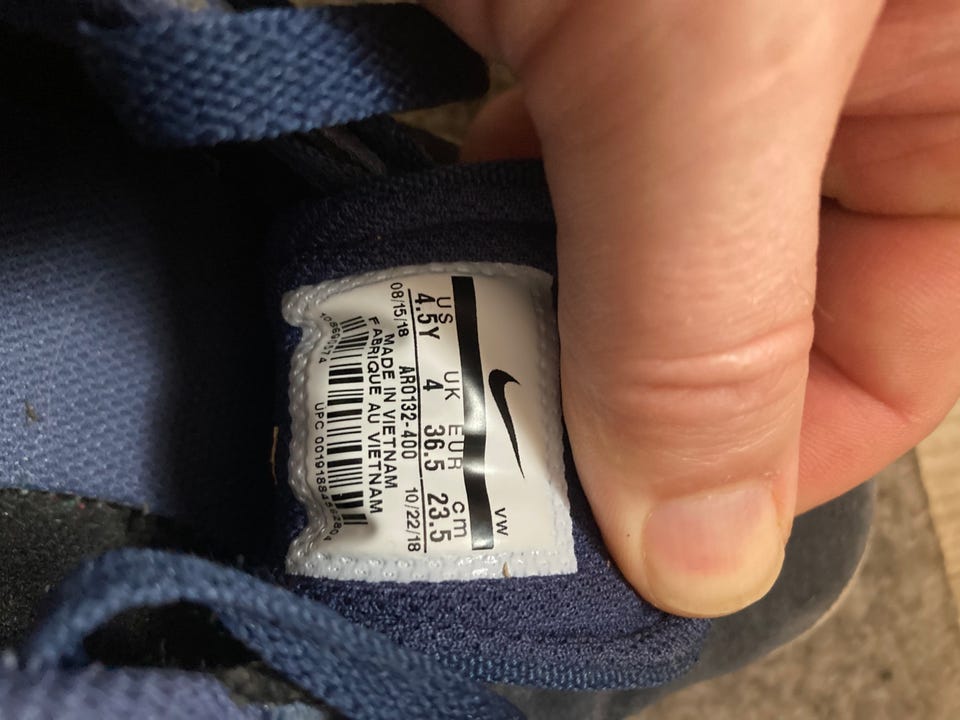 VW
US UK EUR cm
4.5Y 4 36.5 23.5
08/15/18 AR0132-400 10/22/18
MADE IN VIETNAM
FABRIQUE AU VIETNAM
UPC